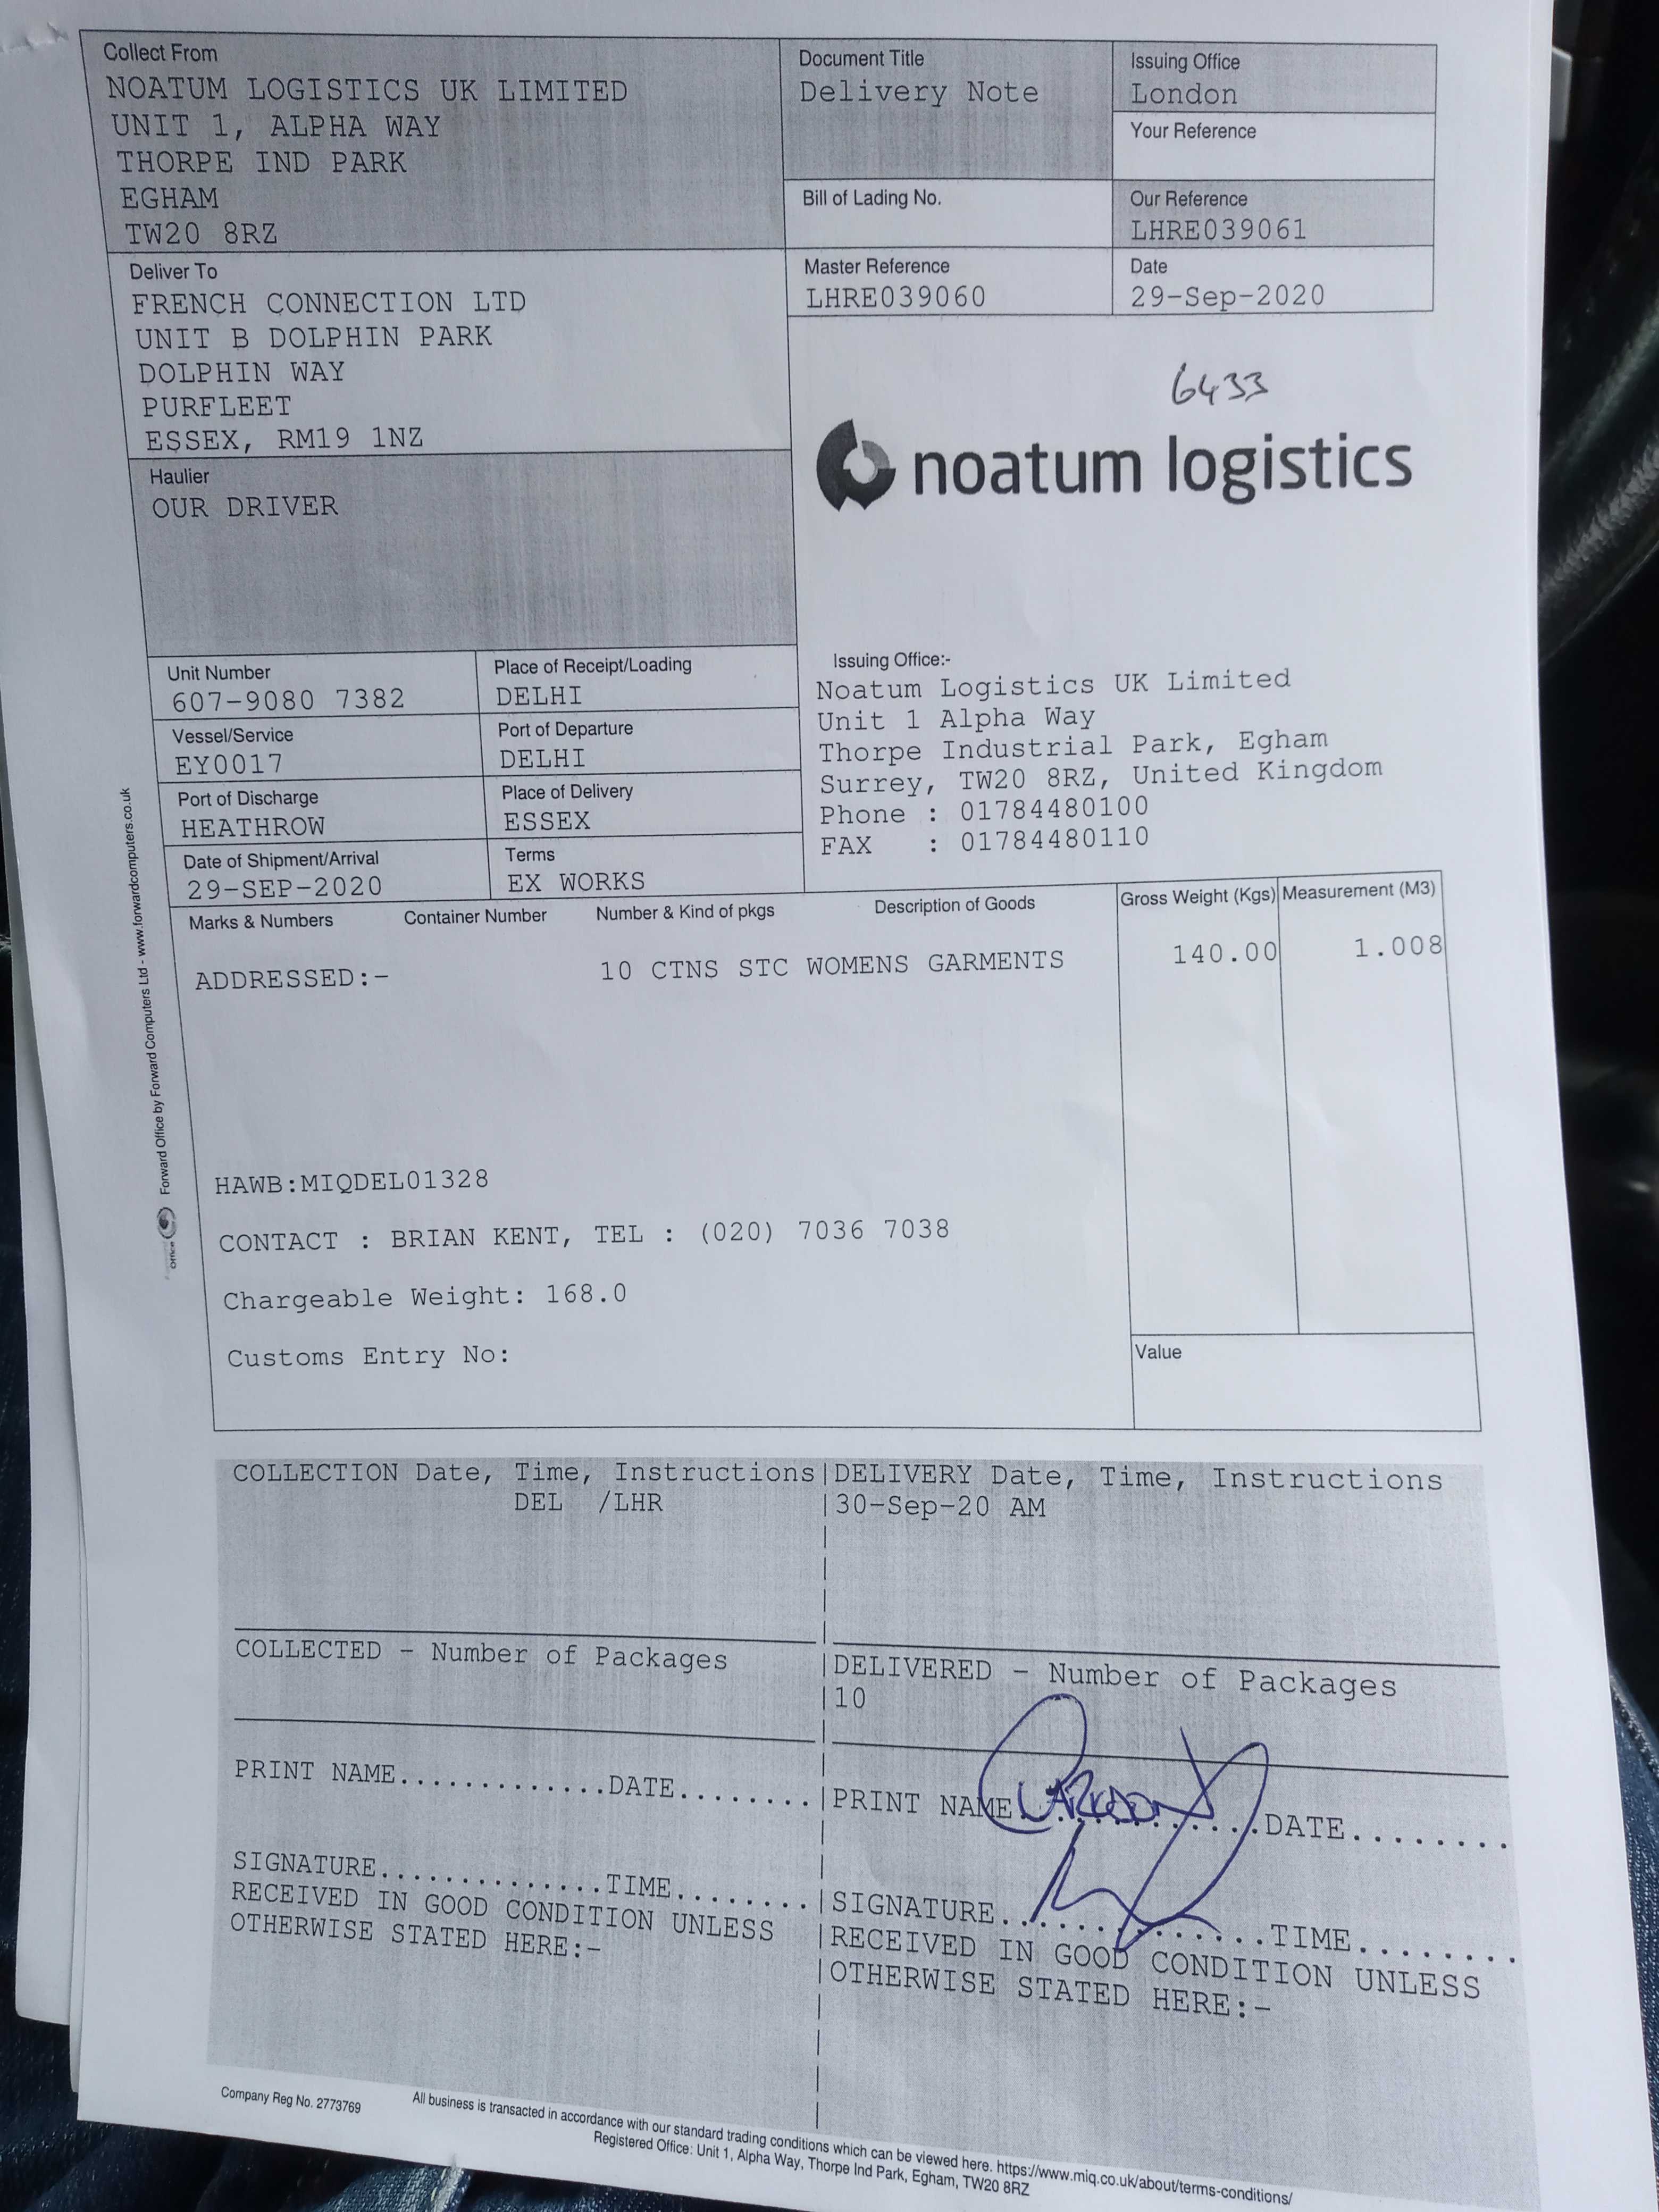 Collect From
NOATUM LOGISTICS UK LIMITED
UNIT 1, ALPHA WAY
THORPE IND PARK
EGHAM
TW20 8RZ
Document Title
Delivery Note
Issuing Office
London
Your Reference
Bill of Lading No.
Our Reference
LHRE039061
Deliver To
FRENCH CONNECTION LTD
UNIT B DOLPHIN PARK
DOLPHIN WAY
PURFLEET
ESSEX, RM19 1NZ
Master Reference
LHRE039060
Date
29-Sep-2020
6433
noatum logistics
Haulier
OUR DRIVER
Unit Number
607-9080 7382
Place of Receipt/Loading
DELHI
Vessel/Service
EY0017
Port of Departure
DELHI
Port of Discharge
HEATHROW
Place of Delivery
ESSEX
Date of Shipment/Arrival
29-SEP-2020
Terms
EX WORKS
Issuing Office:-
Noatum Logistics UK Limited
Unit 1 Alpha Way
Thorpe Industrial Park, Egham
Surrey, TW20 8RZ, United Kingdom
Phone : 01784480100
FAX : 01784480110
Marks & Numbers Container Number Number & Kind of pkgs Description of Goods Gross Weight (Kgs) Measurement (M3)
ADDRESSED:- 10 CTNS STC WOMENS GARMENTS 140.00 1.008
HAWB:MIQDEL01328
CONTACT : BRIAN KENT, TEL : (020) 7036 7038
Chargeable Weight: 168.0
Customs Entry No:
Value
Office Forward Office by Forward Computers Ltd - www.forwardcomputers.co.uk
COLLECTION Date, Time, Instructions|DELIVERY Date, Time, Instructions
DEL /LHR |30-Sep-20 AM
COLLECTED - Number of Packages |DELIVERED - Number of Packages
|10
PRINT NAME.............DATE........ |PRINT NAME.............DATE........
SIGNATURE..............TIME........ |SIGNATURE..............TIME........
RECEIVED IN GOOD CONDITION UNLESS |RECEIVED IN GOOD CONDITION UNLESS
OTHERWISE STATED HERE:- |OTHERWISE STATED HERE:-
Company Reg No. 2773769
All business is transacted in accordance with our standard trading conditions which can be viewed here. https://www.miq.co.uk/about/terms-conditions/
Registered Office: Unit 1, Alpha Way, Thorpe Ind Park, Egham, TW20 8RZ